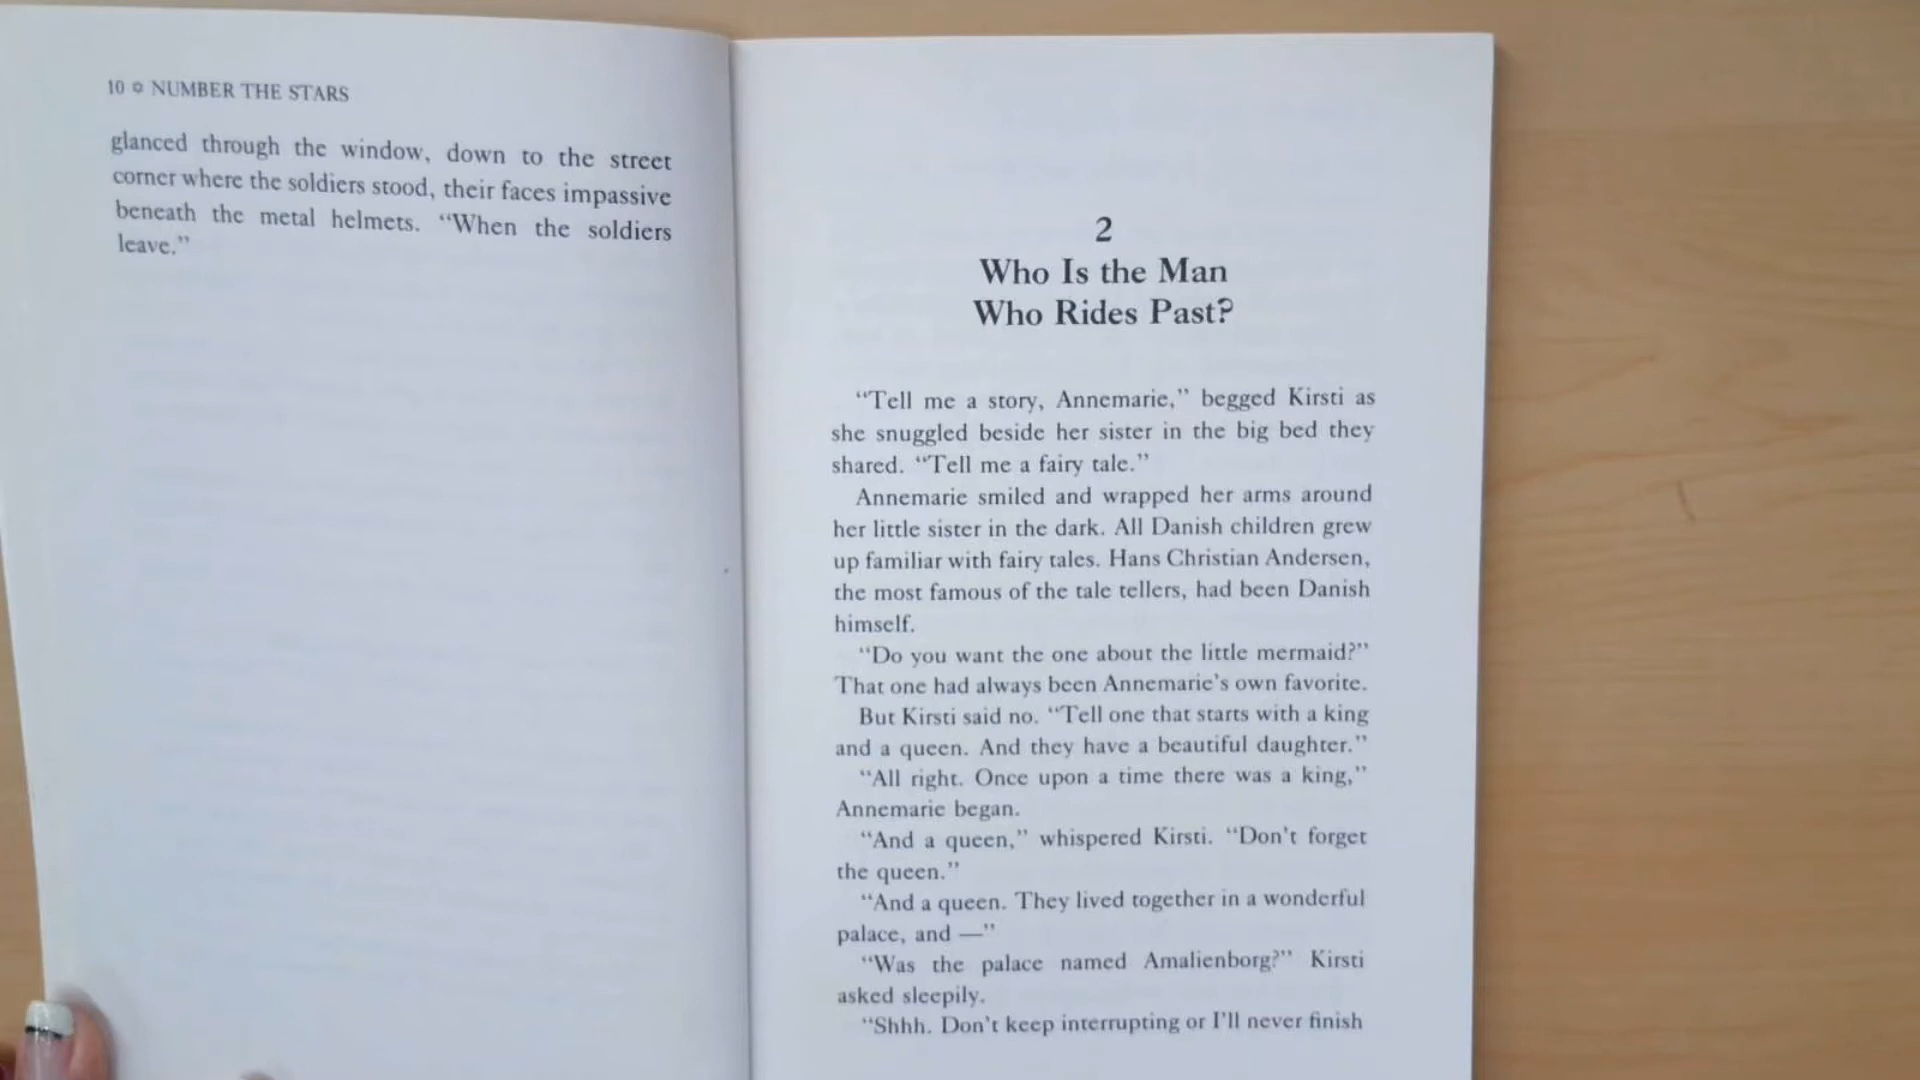 10 ✡ NUMBER THE STARS
glanced through the window, down to the street
corner where the soldiers stood, their faces impassive
beneath the metal helmets. “When the soldiers
leave.”
2
Who Is the Man
Who Rides Past?
“Tell me a story, Annemarie,” begged Kirsti as
she snuggled beside her sister in the big bed they
shared. “Tell me a fairy tale.”
Annemarie smiled and wrapped her arms around
her little sister in the dark. All Danish children grew
up familiar with fairy tales. Hans Christian Andersen,
the most famous of the tale tellers, had been Danish
himself.
“Do you want the one about the little mermaid?”
That one had always been Annemarie’s own favorite.
But Kirsti said no. “Tell one that starts with a king
and a queen. And they have a beautiful daughter.”
“All right. Once upon a time there was a king,”
Annemarie began.
“And a queen,” whispered Kirsti. “Don’t forget
the queen.”
“And a queen. They lived together in a wonderful
palace, and —”
“Was the palace named Amalienborg?” Kirsti
asked sleepily.
“Shhh. Don’t keep interrupting or I’ll never finish